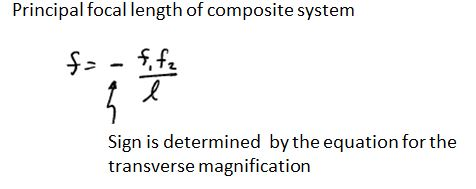 Principal focal length of composite system
f = - f₁f₂/l
Sign is determined by the equation for the
transverse magnification